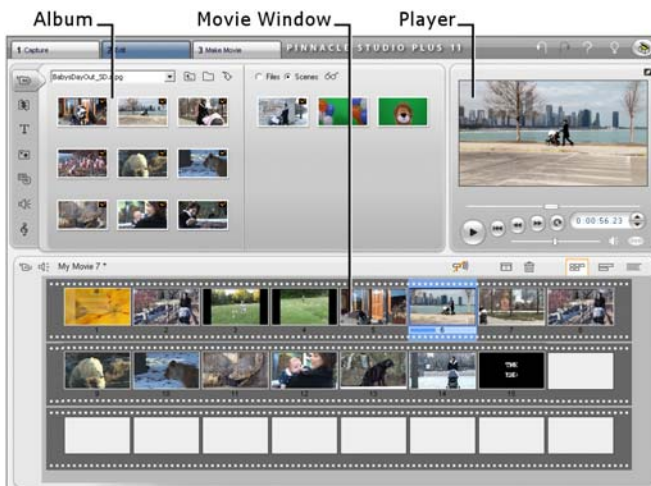 Album Movie Window Player
1 Capture 2 Edit 3 Make Movie PINNACLE STUDIO PLUS 11
BabysDayOut_SD.mpg Files Scenes
0:00:56.23
My Movie 7 *
2 3 4 5 6 7 8
9 10 11 12 13 14 15
THE